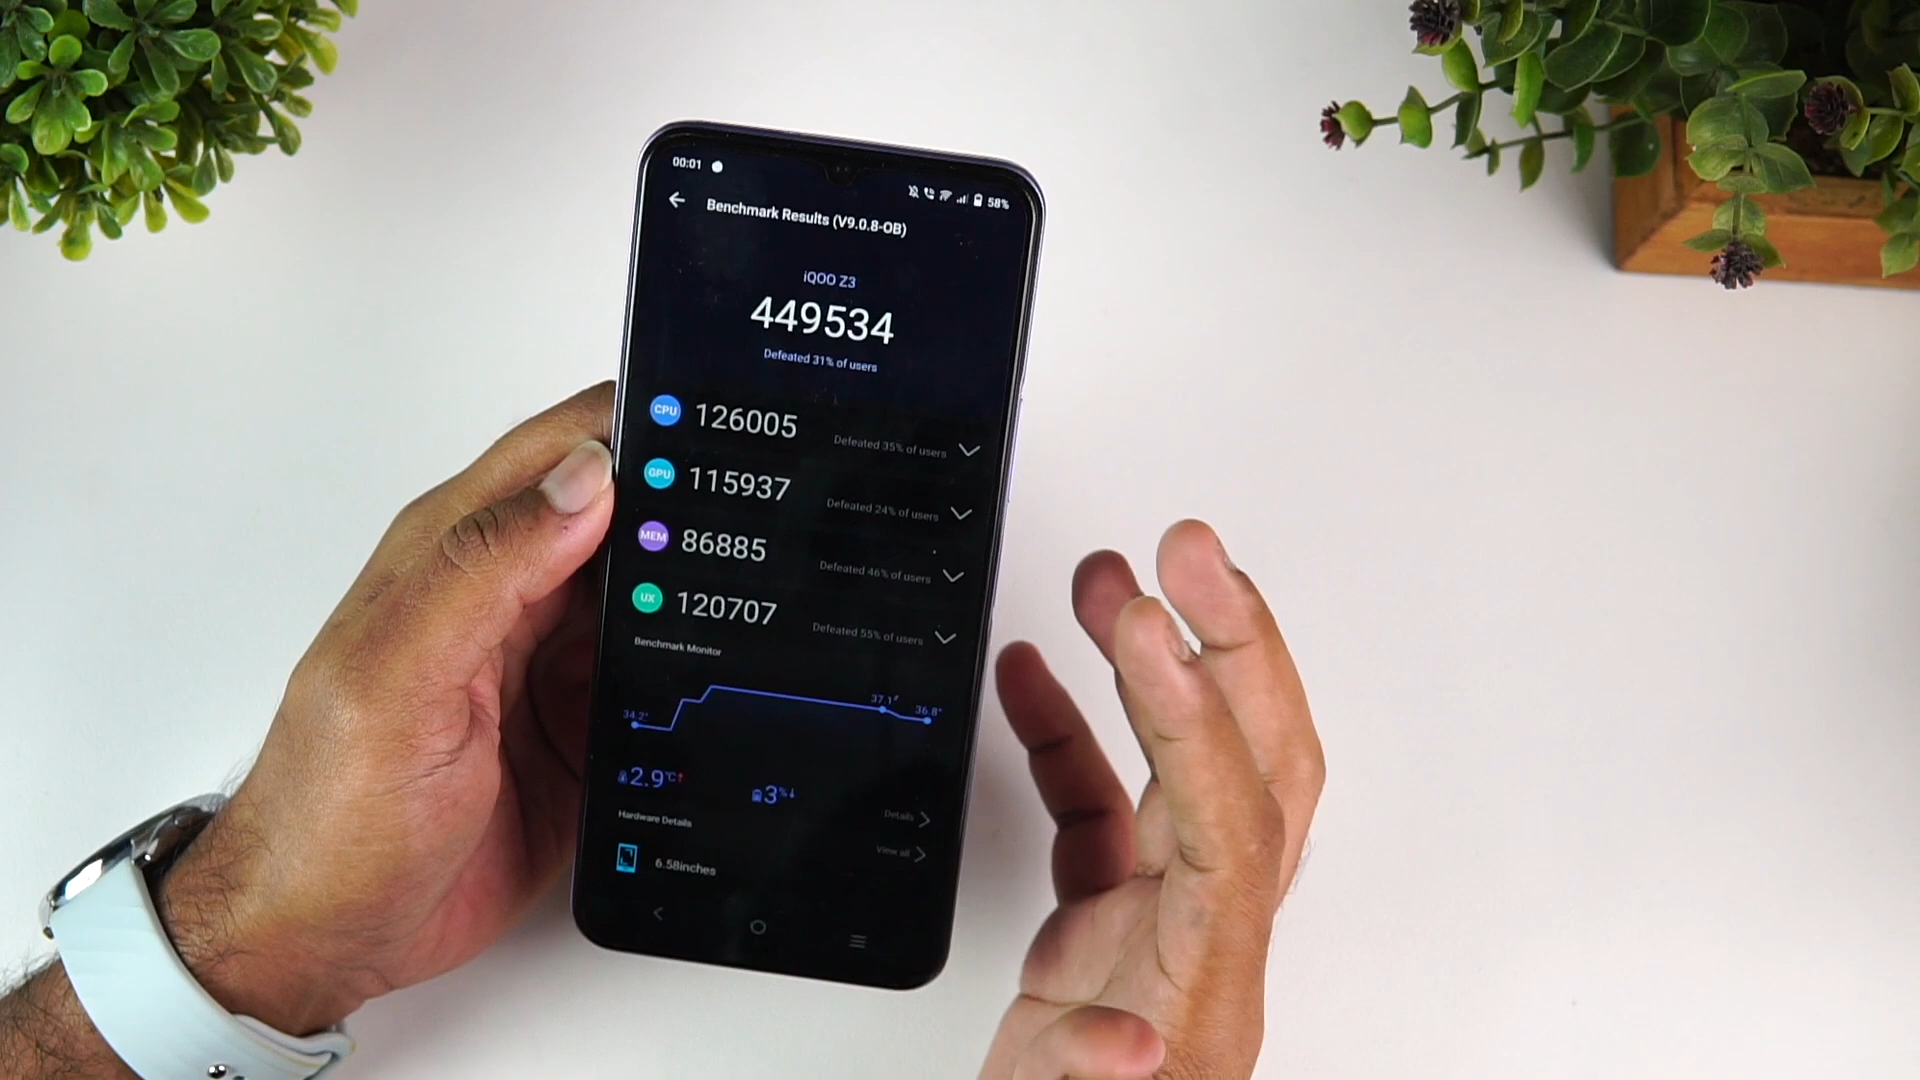 00:01
58%
Benchmark Results (V9.0.8-OB)
iQOO Z3
449534
Defeated 31% of users
CPU 126005 Defeated 35% of users
GPU 115937 Defeated 24% of users
MEM 86885 Defeated 46% of users
UX 120707 Defeated 55% of users
Benchmark Monitor
34.2° 37.1° 36.8°
2.9°C↑ 3%↓
Details
Hardware Details
View all
6.58inches